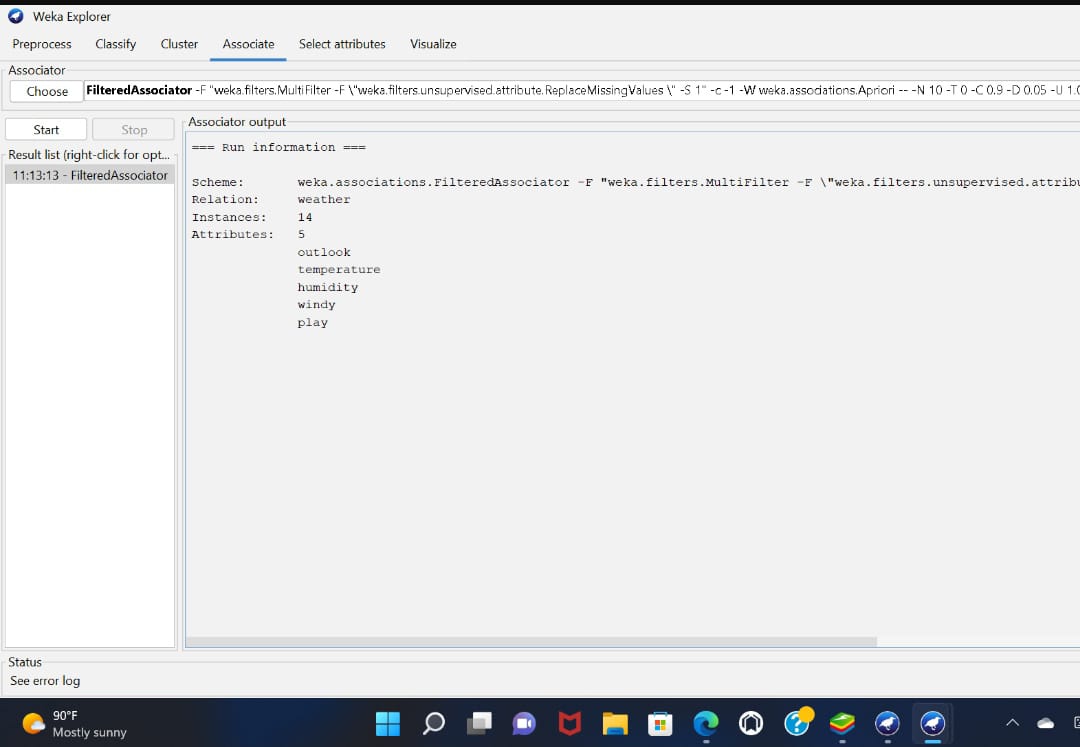 Weka Explorer
Preprocess Classify Cluster Associate Select attributes Visualize
Associator
Choose FilteredAssociator -F "weka.filters.MultiFilter -F \"weka.filters.unsupervised.attribute.ReplaceMissingValues \" -S 1" -c -1 -W weka.associations.Apriori -- -N 10 -T 0 -C 0.9 -D 0.05 -U 1.0
Start Stop
Associator output
Result list (right-click for opt...
11:13:13 - FilteredAssociator
=== Run information ===
Scheme: weka.associations.FilteredAssociator -F "weka.filters.MultiFilter -F \"weka.filters.unsupervised.attribu
Relation: weather
Instances: 14
Attributes: 5
outlook
temperature
humidity
windy
play
Status
See error log
90°F
Mostly sunny